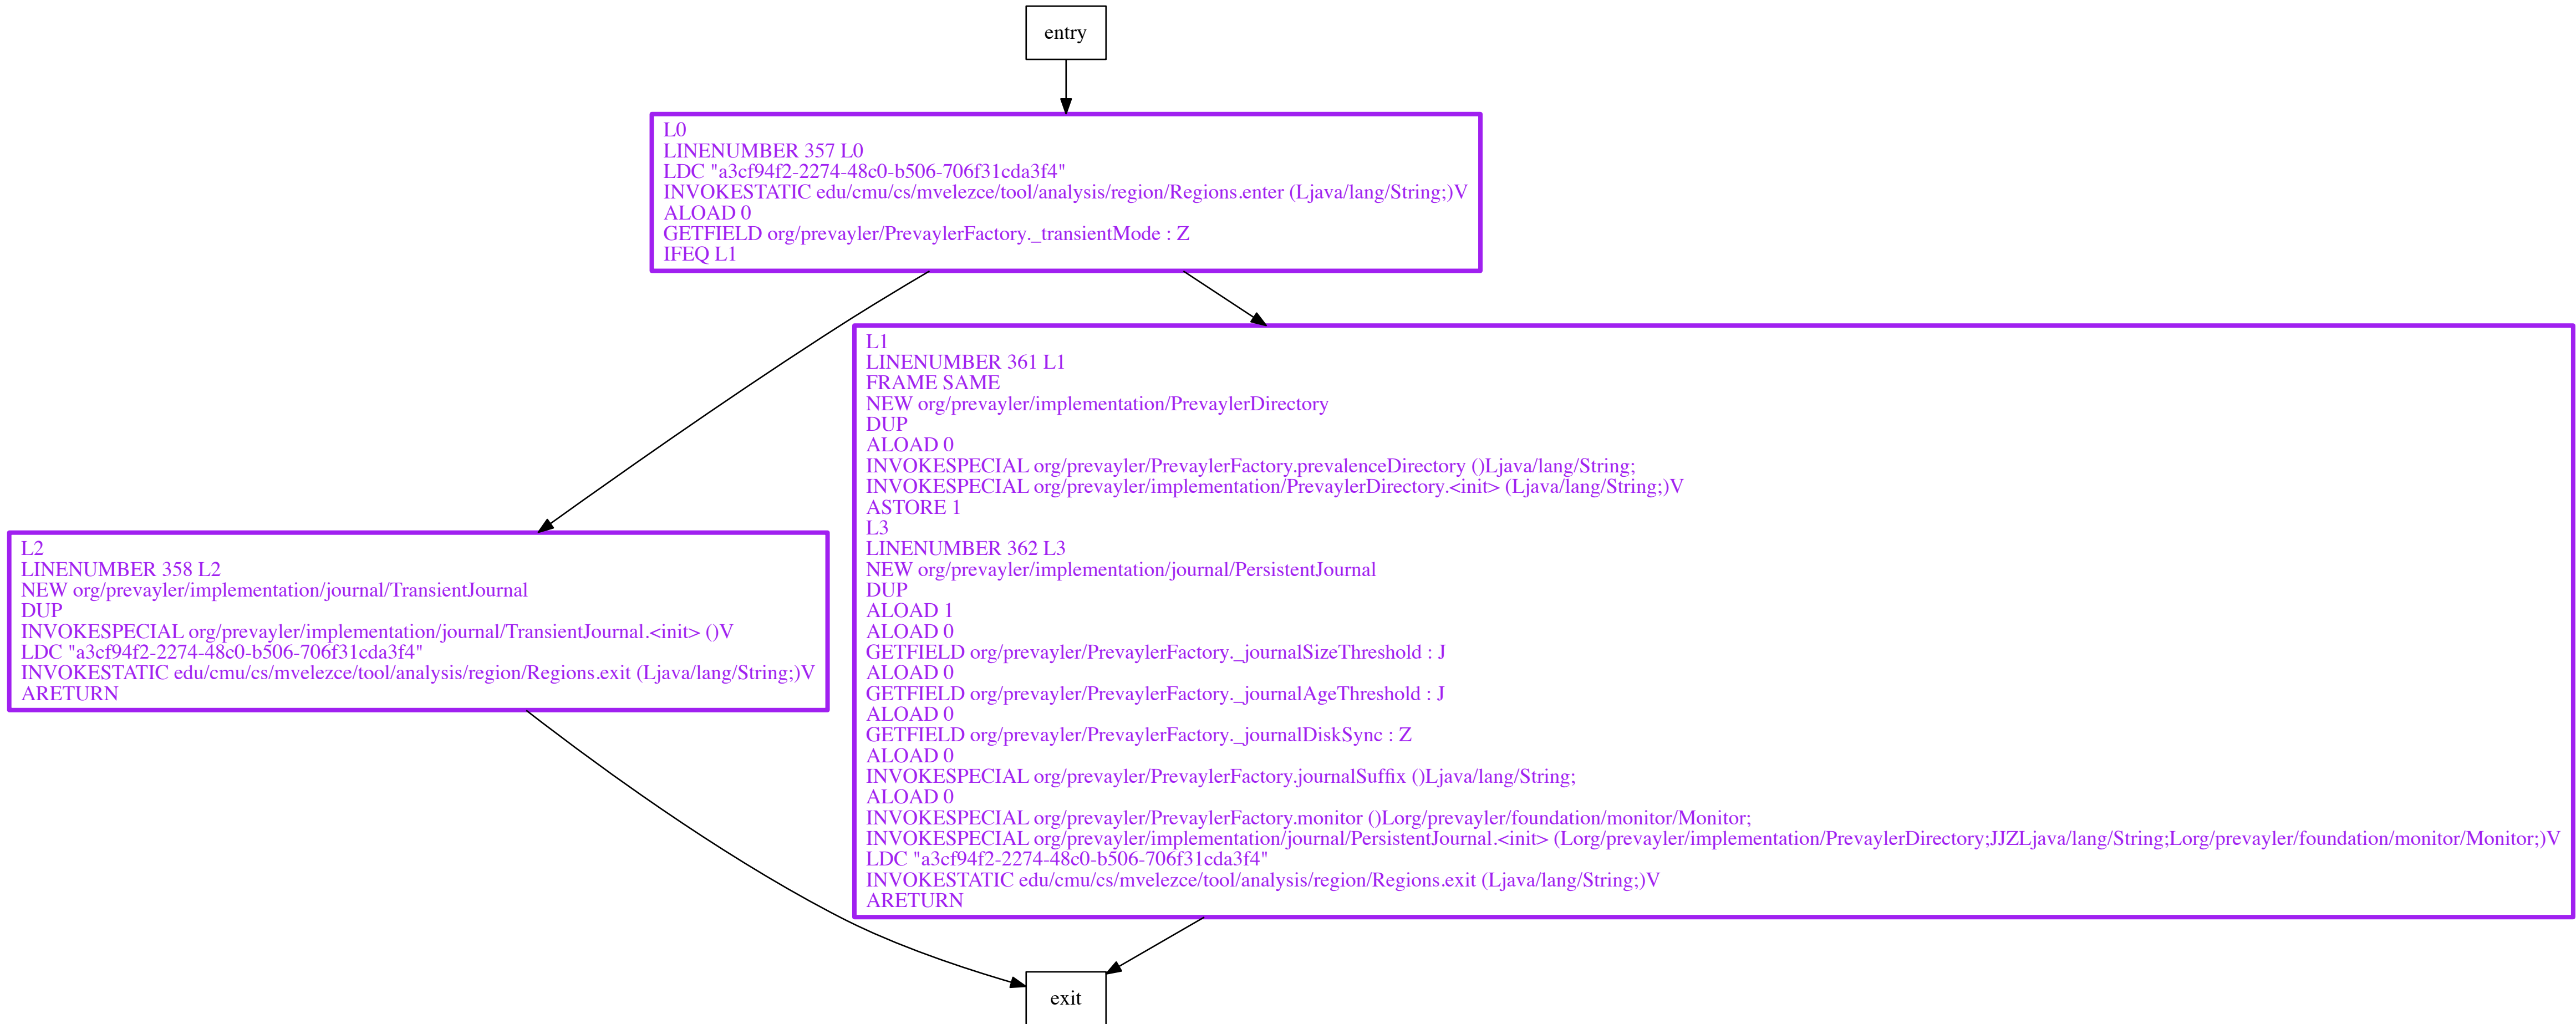 entry
L0
LINENUMBER 357 L0
LDC "a3cf94f2-2274-48c0-b506-706f31cda3f4"
INVOKESTATIC edu/cmu/cs/mvelezce/tool/analysis/region/Regions.enter (Ljava/lang/String;)V
ALOAD 0
GETFIELD org/prevayler/PrevaylerFactory._transientMode : Z
IFEQ L1
L1
LINENUMBER 361 L1
FRAME SAME
NEW org/prevayler/implementation/PrevaylerDirectory
DUP
ALOAD 0
INVOKESPECIAL org/prevayler/PrevaylerFactory.prevalenceDirectory ()Ljava/lang/String;
INVOKESPECIAL org/prevayler/implementation/PrevaylerDirectory.<init> (Ljava/lang/String;)V
ASTORE 1
L3
LINENUMBER 362 L3
NEW org/prevayler/implementation/journal/PersistentJournal
DUP
ALOAD 1
ALOAD 0
GETFIELD org/prevayler/PrevaylerFactory._journalSizeThreshold : J
ALOAD 0
GETFIELD org/prevayler/PrevaylerFactory._journalAgeThreshold : J
ALOAD 0
GETFIELD org/prevayler/PrevaylerFactory._journalDiskSync : Z
ALOAD 0
INVOKESPECIAL org/prevayler/PrevaylerFactory.journalSuffix ()Ljava/lang/String;
ALOAD 0
INVOKESPECIAL org/prevayler/PrevaylerFactory.monitor ()Lorg/prevayler/foundation/monitor/Monitor;
INVOKESPECIAL org/prevayler/implementation/journal/PersistentJournal.<init> (Lorg/prevayler/implementation/PrevaylerDirectory;JJZLjava/lang/String;Lorg/prevayler/foundation/monitor/Monitor;)V
LDC "a3cf94f2-2274-48c0-b506-706f31cda3f4"
INVOKESTATIC edu/cmu/cs/mvelezce/tool/analysis/region/Regions.exit (Ljava/lang/String;)V
ARETURN
L2
LINENUMBER 358 L2
NEW org/prevayler/implementation/journal/TransientJournal
DUP
INVOKESPECIAL org/prevayler/implementation/journal/TransientJournal.<init> ()V
LDC "a3cf94f2-2274-48c0-b506-706f31cda3f4"
INVOKESTATIC edu/cmu/cs/mvelezce/tool/analysis/region/Regions.exit (Ljava/lang/String;)V
ARETURN
exit